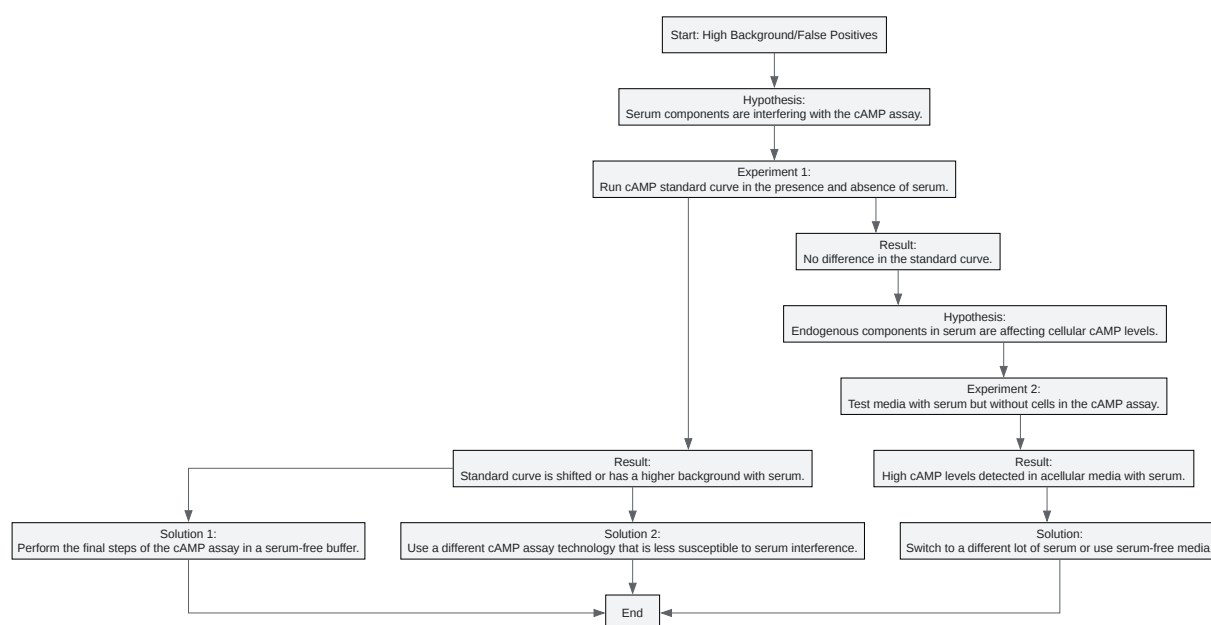 Start: High Background/False Positives
Hypothesis:
Serum components are interfering with the cAMP assay.
Experiment 1:
Run cAMP standard curve in the presence and absence of serum.
Result:
No difference in the standard curve.
Hypothesis:
Endogenous components in serum are affecting cellular cAMP levels.
Experiment 2:
Test media with serum but without cells in the cAMP assay.
Result:
Standard curve is shifted or has a higher background with serum.
Result:
High cAMP levels detected in acellular media with serum.
Solution 1:
Perform the final steps of the cAMP assay in a serum-free buffer.
Solution 2:
Use a different cAMP assay technology that is less susceptible to serum interference.
Solution:
Switch to a different lot of serum or use serum-free media
End